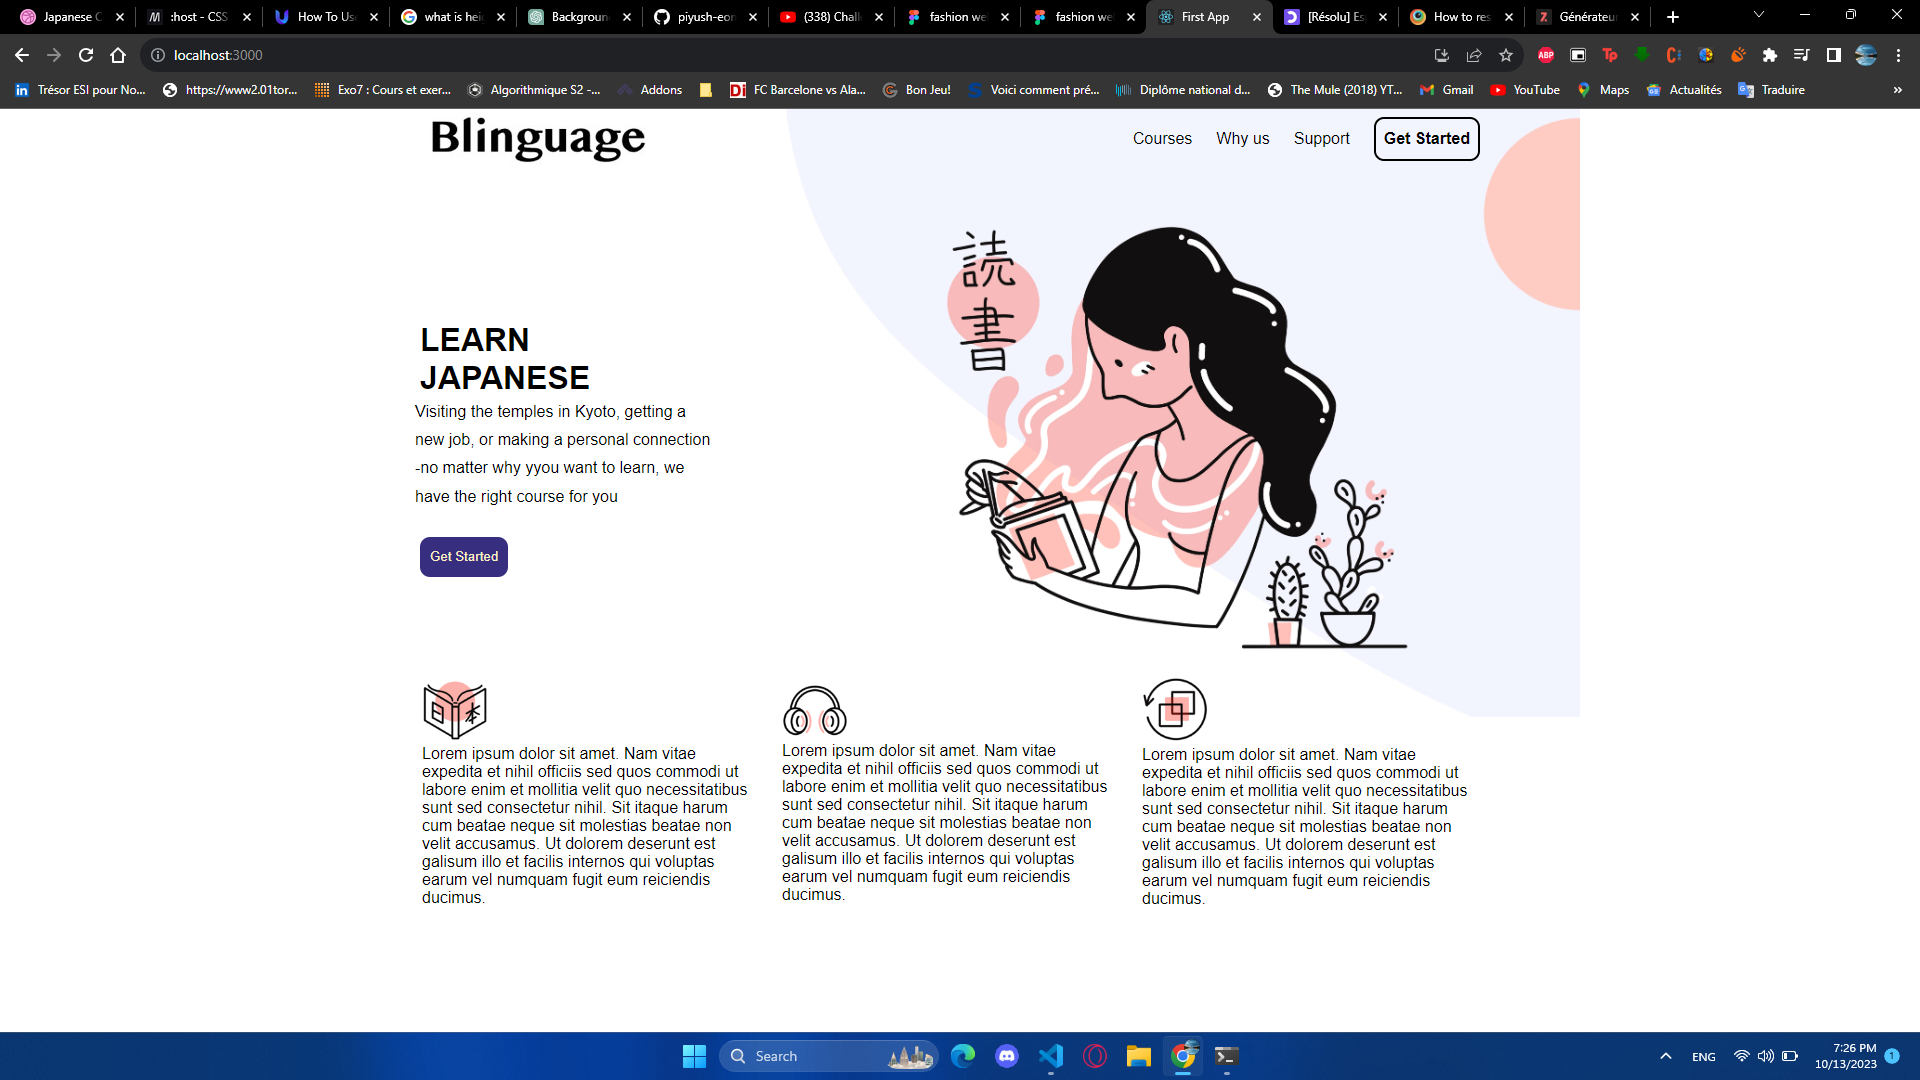 Japanese C
:host - CSS
How To Us
what is hei
Background
piyush-eon
(338) Chall
fashion we
fashion we
First App
[Résolu] Es
How to res
Générateu
localhost:3000
Trésor ESI pour No...
https://www2.01tor...
Exo7 : Cours et exer...
Algorithmique S2 -...
Addons
FC Barcelone vs Ala...
Bon Jeu!
Voici comment pré...
Diplôme national d...
The Mule (2018) YT...
Gmail
YouTube
Maps
Actualités
Traduire
»
Blinguage
Courses
Why us
Support
Get Started
読
書
LEARN
JAPANESE
Visiting the temples in Kyoto, getting a
new job, or making a personal connection
-no matter why yyou want to learn, we
have the right course for you
Get Started
Lorem ipsum dolor sit amet. Nam vitae
expedita et nihil officiis sed quos commodi ut
labore enim et mollitia velit quo necessitatibus
sunt sed consectetur nihil. Sit itaque harum
cum beatae neque sit molestias beatae non
velit accusamus. Ut dolorem deserunt est
galisum illo et facilis internos qui voluptas
earum vel numquam fugit eum reiciendis
ducimus.
Lorem ipsum dolor sit amet. Nam vitae
expedita et nihil officiis sed quos commodi ut
labore enim et mollitia velit quo necessitatibus
sunt sed consectetur nihil. Sit itaque harum
cum beatae neque sit molestias beatae non
velit accusamus. Ut dolorem deserunt est
galisum illo et facilis internos qui voluptas
earum vel numquam fugit eum reiciendis
ducimus.
Lorem ipsum dolor sit amet. Nam vitae
expedita et nihil officiis sed quos commodi ut
labore enim et mollitia velit quo necessitatibus
sunt sed consectetur nihil. Sit itaque harum
cum beatae neque sit molestias beatae non
velit accusamus. Ut dolorem deserunt est
galisum illo et facilis internos qui voluptas
earum vel numquam fugit eum reiciendis
ducimus.
Search
ENG
7:26 PM
10/13/2023
1